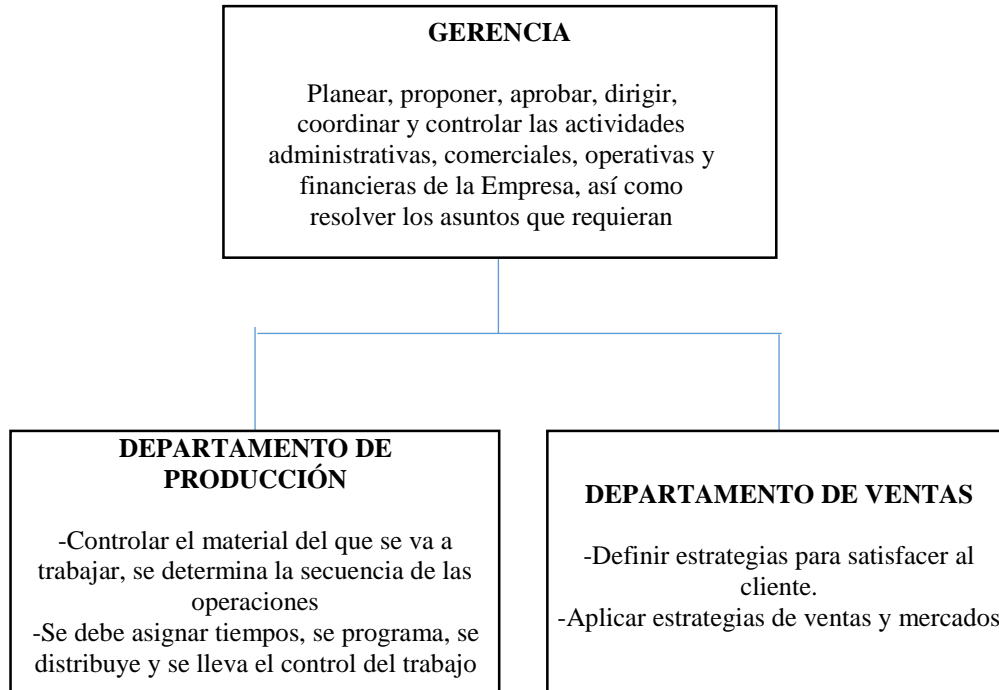 GERENCIA
Planear, proponer, aprobar, dirigir,
coordinar y controlar las actividades
administrativas, comerciales, operativas y
financieras de la Empresa, así como
resolver los asuntos que requieran
DEPARTAMENTO DE
PRODUCCIÓN
-Controlar el material del que se va a
trabajar, se determina la secuencia de las
operaciones
-Se debe asignar tiempos, se programa, se
distribuye y se lleva el control del trabajo
DEPARTAMENTO DE VENTAS
-Definir estrategias para satisfacer al
cliente.
-Aplicar estrategias de ventas y mercados